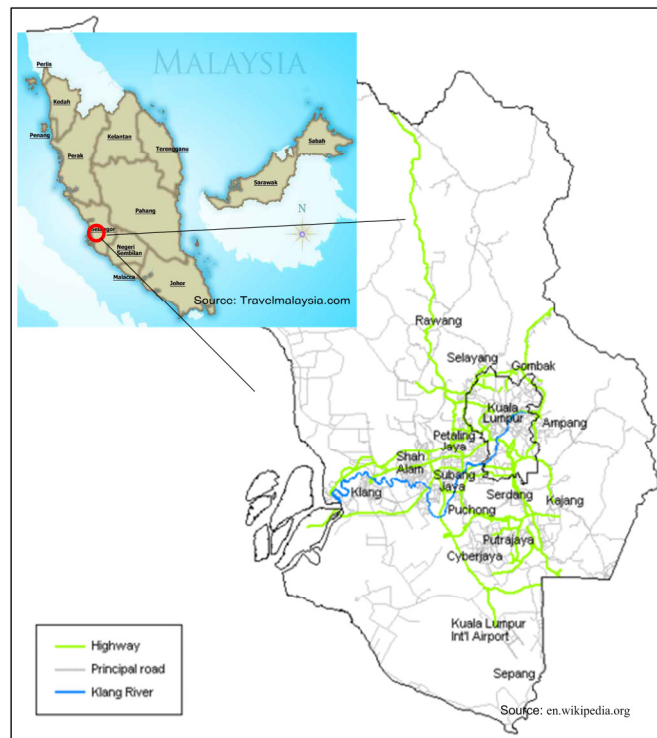 MALAYSIA
Perlis
Kedah
Penang
Kelantan
Terengganu
Perak
Pahang
Selangor
Negeri
Sembilan
Malacca
Johor
Sabah
Sarawak
N
Source: Travelmalaysia.com
Rawang
Selayang
Gombak
Kuala
Lumpur
Ampang
Petaling
Jaya
Shah
Alam
Subang
Jaya
Klang
Serdang
Kajang
Puchong
Putrajaya
Cyberjaya
Kuala Lumpur
Int'l Airport
Sepang
Highway
Principal road
Klang River
Source: en.wikipedia.org